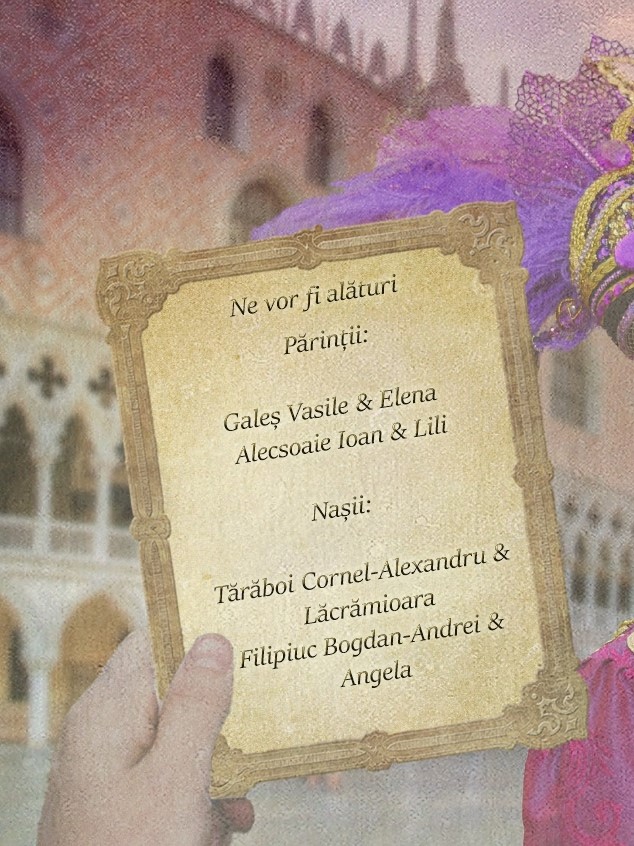 Ne vor fi alături
Părinții:
Galeș Vasile & Elena
Alecsoaie Ioan & Lili
Nașii:
Tărăboi Cornel-Alexandru &
Lăcrămioara
Filipiuc Bogdan-Andrei &
Angela